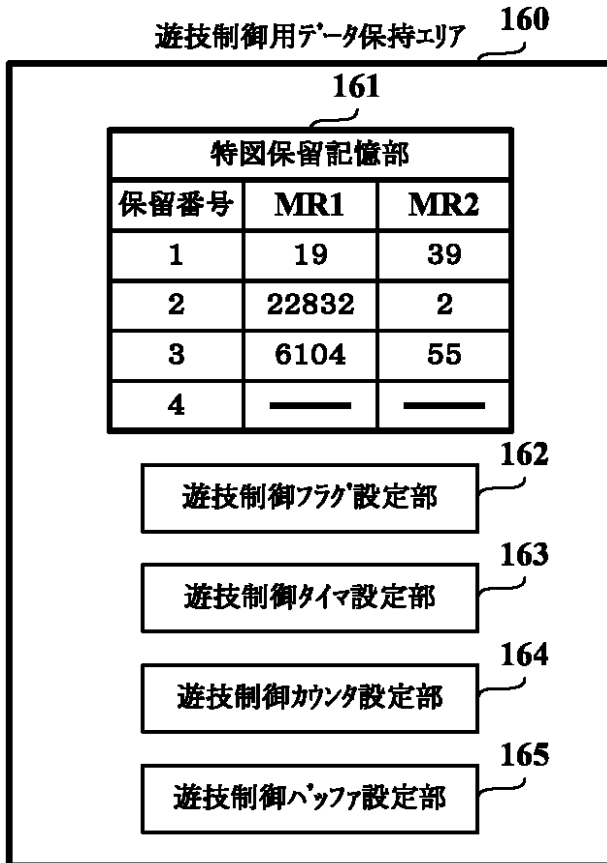 遊技制御用データ保持エリア 160
161
特図保留記憶部
保留番号 MR1 MR2
1 19 39
2 22832 2
3 6104 55
4 ―― ――
162
遊技制御フラグ設定部
163
遊技制御タイマ設定部
164
遊技制御カウンタ設定部
165
遊技制御バッファ設定部